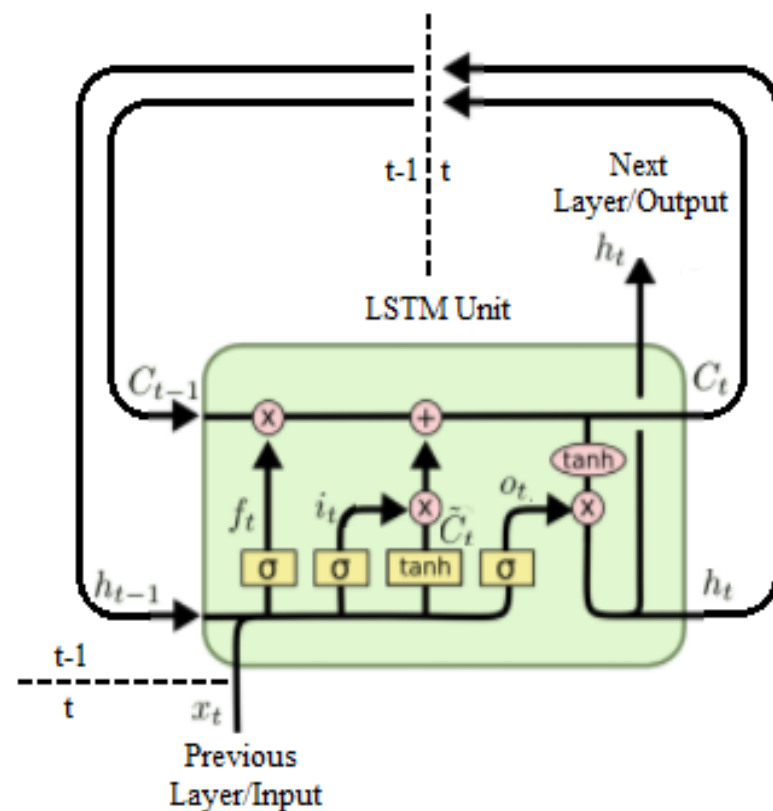 t-1 t
Next
Layer/Output
h_t
LSTM Unit
C_{t-1}
C_t
x
+
tanh
f_t
i_t
x
C̃_t
o_t.
x
σ
σ
tanh
σ
h_{t-1}
h_t
t-1
t
x_t
Previous
Layer/Input